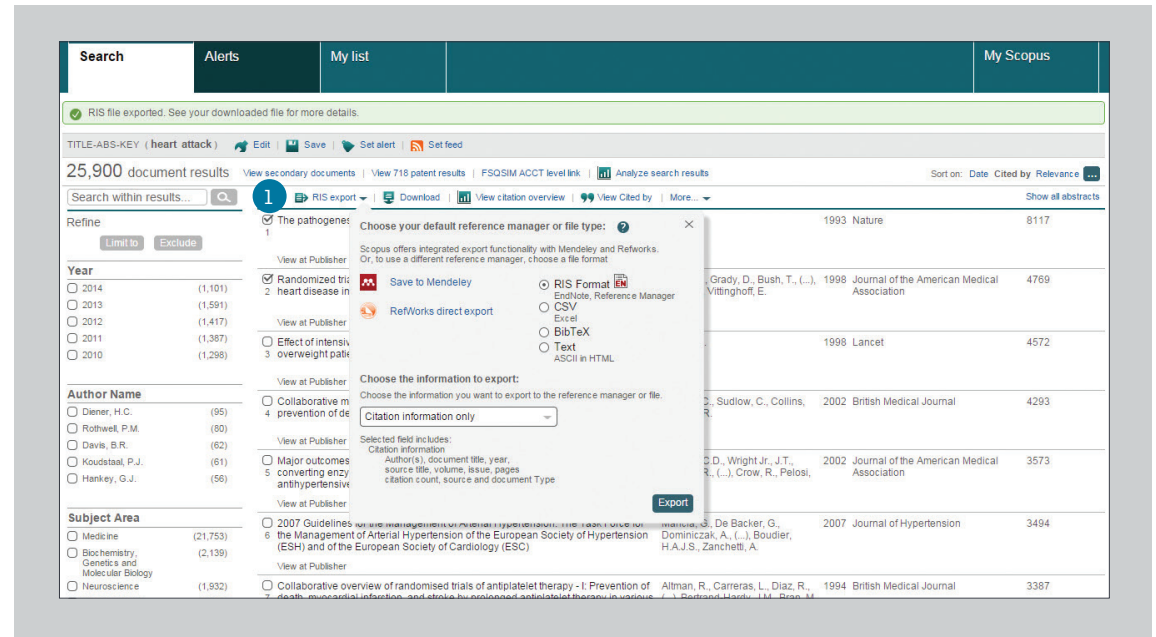 Search Alerts My list My Scopus
RIS file exported. See your downloaded file for more details.
TITLE-ABS-KEY ( heart attack ) Edit | Save | Set alert | Set feed
25,900 document results View secondary documents | View 718 patent results | FSQSIM ACCT level link | Analyze search results Sort on: Date Cited by Relevance ...
Search within results... 1 RIS export | Download | View citation overview | View Cited by | More... Show all abstracts
Refine
Limit to Exclude
Year
2014 (1,101)
2013 (1,591)
2012 (1,417)
2011 (1,387)
2010 (1,298)
Author Name
Diener, H.C. (95)
Rothwell, P.M. (80)
Davis, B.R. (62)
Koudstaal, P.J. (61)
Hankey, G.J. (56)
Subject Area
Medicine (21,753)
Biochemistry, (2,139)
Genetics and
Molecular Biology
Neuroscience (1,932)
The pathogenes 1993 Nature 8117
1
View at Publisher
Randomized tria , Grady, D., Bush, T., (...), 1998 Journal of the American Medical 4769
2 heart disease in Vittinghoff, E. Association
View at Publisher
Effect of intensiv 1998 Lancet 4572
3 overweight patie
View at Publisher
Collaborative m C., Sudlow, C., Collins, 2002 British Medical Journal 4293
4 prevention of de R.
View at Publisher
Major outcomes C.D., Wright Jr., J.T., 2002 Journal of the American Medical 3573
5 converting enzy R., (...), Crow, R., Pelosi, Association
antihypertensive
View at Publisher
2007 Guidelines for the Management of Arterial Hypertension: The Task Force for Mancia, G., De Backer, G., 2007 Journal of Hypertension 3494
6 the Management of Arterial Hypertension of the European Society of Hypertension Dominiczak, A., (...), Boudier,
(ESH) and of the European Society of Cardiology (ESC) H.A.J.S., Zanchetti, A.
View at Publisher
Collaborative overview of randomised trials of antiplatelet therapy - I: Prevention of Altman, R., Carreras, L., Diaz, R., 1994 British Medical Journal 3387
7 death, myocardial infarction, and stroke by prolonged antiplatelet therapy in various (...), Bertrand-Hardy, J.M., Bran, M.
Choose your default reference manager or file type: ? ×
Scopus offers integrated export functionality with Mendeley and Refworks.
Or, to use a different reference manager, choose a file format
Save to Mendeley
RefWorks direct export
RIS Format EN
EndNote, Reference Manager
CSV
Excel
BibTeX
Text
ASCII in HTML
Choose the information to export:
Choose the information you want to export to the reference manager or file.
Citation information only
Selected field includes:
Citation information
Author(s), document title, year,
source title, volume, issue, pages
citation count, source and document Type
Export